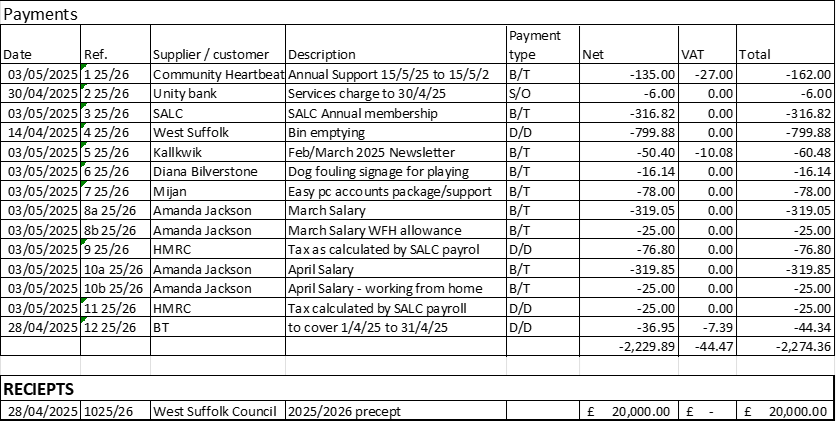 Payments
Date Ref. Supplier / customer Description Payment type Net VAT Total
03/05/2025 1 25/26 Community Heartbeat Annual Support 15/5/25 to 15/5/2 B/T -135.00 -27.00 -162.00
30/04/2025 2 25/26 Unity bank Services charge to 30/4/25 S/O -6.00 0.00 -6.00
03/05/2025 3 25/26 SALC SALC Annual membership B/T -316.82 0.00 -316.82
14/04/2025 4 25/26 West Suffolk Bin emptying D/D -799.88 0.00 -799.88
03/05/2025 5 25/26 Kallkwik Feb/March 2025 Newsletter B/T -50.40 -10.08 -60.48
03/05/2025 6 25/26 Diana Bilverstone Dog fouling signage for playing B/T -16.14 0.00 -16.14
03/05/2025 7 25/26 Mijan Easy pc accounts package/support B/T -78.00 0.00 -78.00
03/05/2025 8a 25/26 Amanda Jackson March Salary B/T -319.05 0.00 -319.05
03/05/2025 8b 25/26 Amanda Jackson March Salary WFH allowance B/T -25.00 0.00 -25.00
03/05/2025 9 25/26 HMRC Tax as calculated by SALC payrol D/D -76.80 0.00 -76.80
03/05/2025 10a 25/26 Amanda Jackson April Salary B/T -319.85 0.00 -319.85
03/05/2025 10b 25/26 Amanda Jackson April Salary - working from home B/T -25.00 0.00 -25.00
03/05/2025 11 25/26 HMRC Tax calculated by SALC payroll D/D -25.00 0.00 -25.00
28/04/2025 12 25/26 BT to cover 1/4/25 to 31/4/25 D/D -36.95 -7.39 -44.34
-2,229.89 -44.47 -2,274.36
RECIEPTS
28/04/2025 1025/26 West Suffolk Council 2025/2026 precept £ 20,000.00 £ - £ 20,000.00